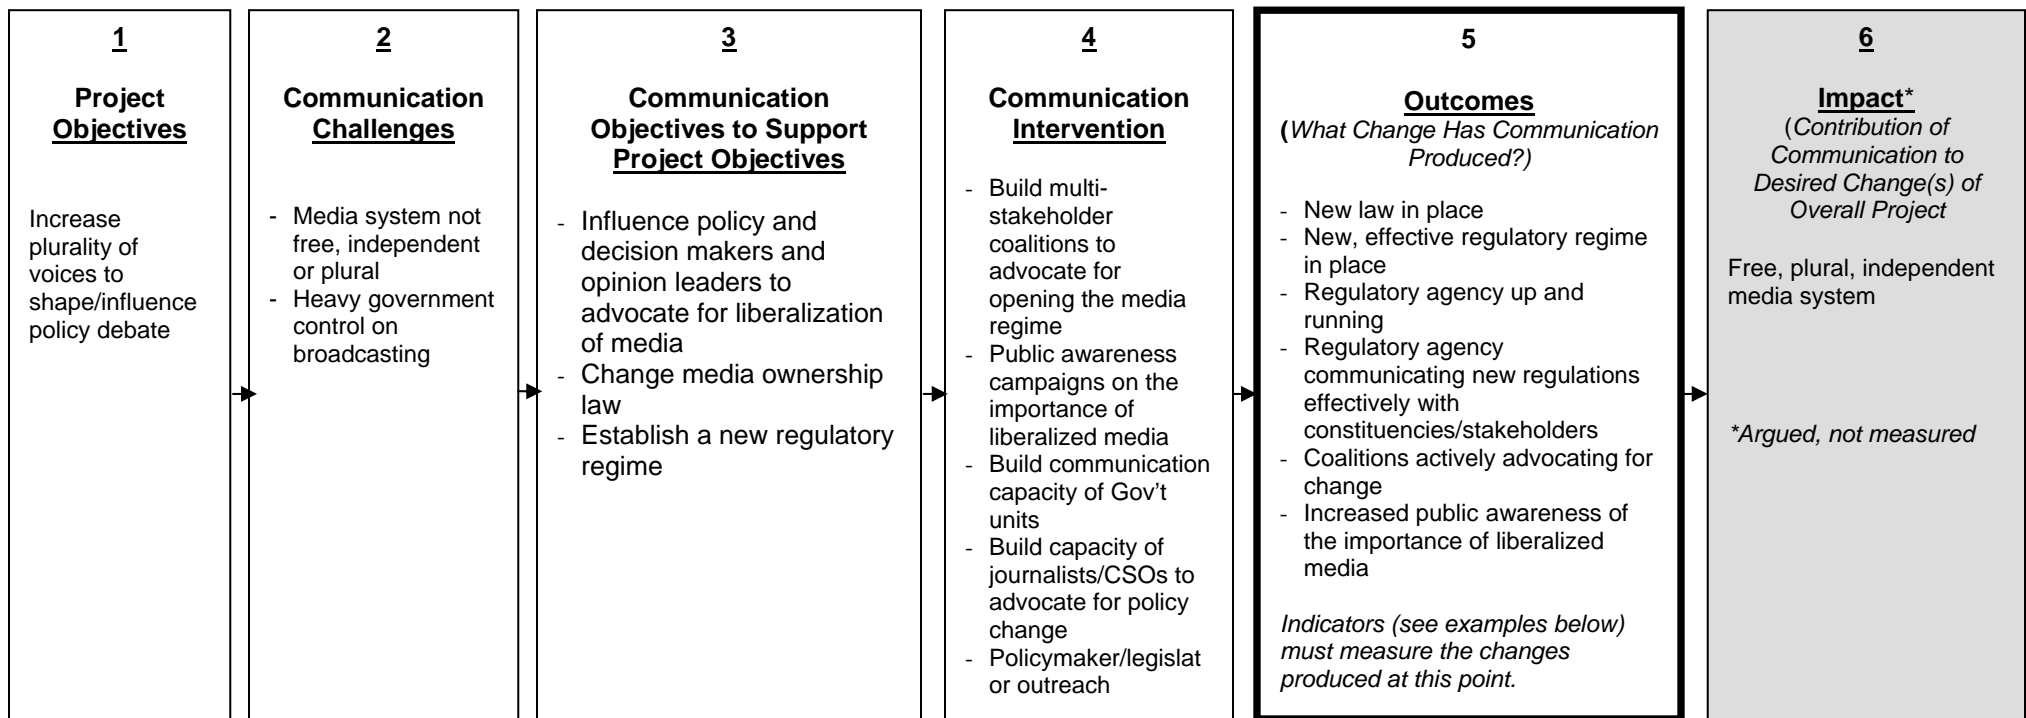 1
Project
Objectives
Increase
plurality of
voices to
shape/influence
policy debate
2
Communication
Challenges
- Media system not
free, independent
or plural
- Heavy government
control on
broadcasting
3
Communication
Objectives to Support
Project Objectives
- Influence policy and
decision makers and
opinion leaders to
advocate for liberalization
of media
- Change media ownership
law
- Establish a new regulatory
regime
4
Communication
Intervention
- Build multi-
stakeholder
coalitions to
advocate for
opening the media
regime
- Public awareness
campaigns on the
importance of
liberalized media
- Build communication
capacity of Gov't
units
- Build capacity of
journalists/CSOs to
advocate for policy
change
- Policymaker/legislat
or outreach
5
Outcomes
(What Change Has Communication
Produced?)
- New law in place
- New, effective regulatory regime
in place
- Regulatory agency up and
running
- Regulatory agency
communicating new regulations
effectively with
constituencies/stakeholders
- Coalitions actively advocating for
change
- Increased public awareness of
the importance of liberalized
media
Indicators (see examples below)
must measure the changes
produced at this point.
6
Impact*
(Contribution of
Communication to
Desired Change(s) of
Overall Project
Free, plural, independent
media system
*Argued, not measured